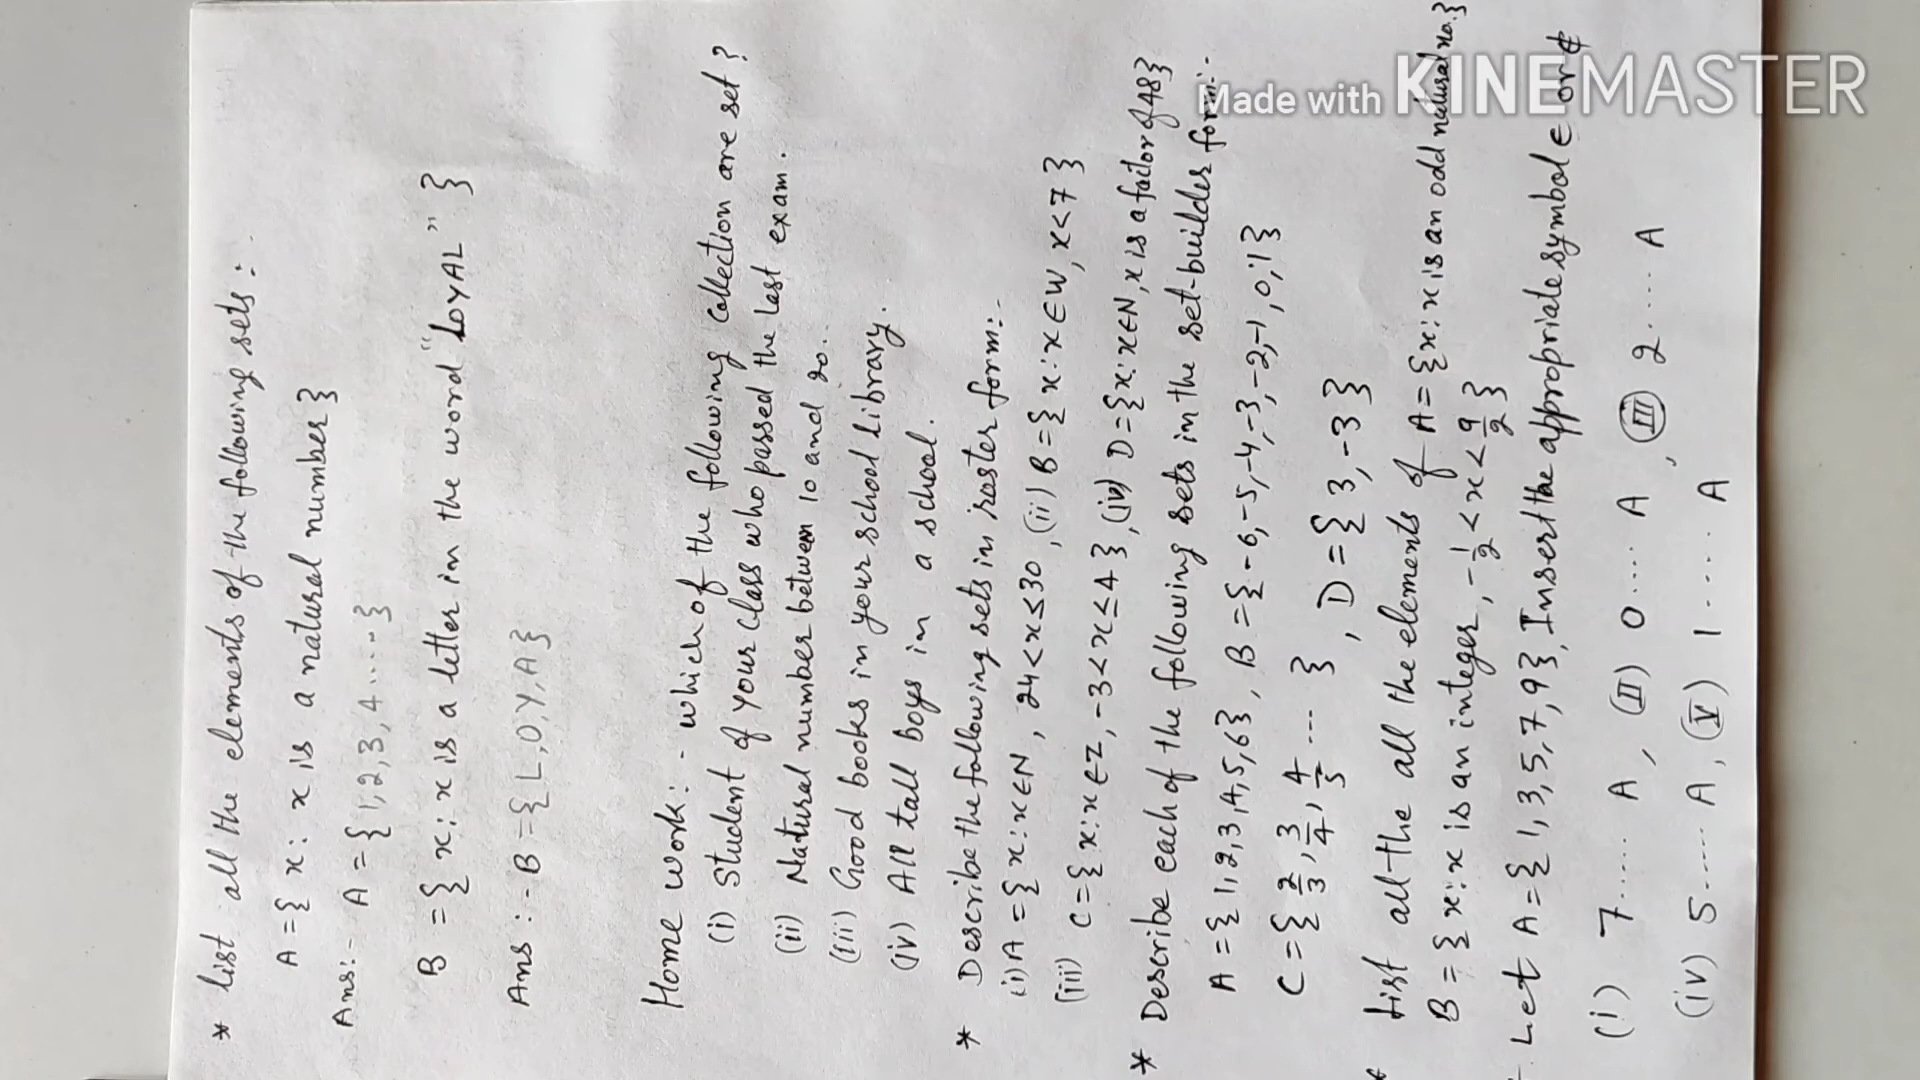 * List all the elements of the following sets :
A = { x : x is a natural number }
Ans:- A = { 1, 2, 3, 4 ..... }
B = { x : x is a letter in the word "LOYAL" }
Ans :- B = { L, O, Y, A }
Home work :- which of the following collection are set ?
(i) Student of your class who passed the last exam.
(ii) Natural number between 10 and 20.
(iii) Good books in your school library.
(iv) All tall boys in a school.
* Describe the following sets in roster form:-
(i) A = { x : x ∈ N, 24 < x ≤ 30, (ii) B = { x : x ∈ W, x < 7 }
(iii) C = { x : x ∈ Z, -3 < x ≤ 4 }, (iv) D = { x : x ∈ N, x is a factor of 48 }
* Describe each of the following sets in the set-builder form:-
A = { 1, 2, 3, 4, 5, 6 }, B = { -6, -5, -4, -3, -2, -1, 0, 1 }
C = { 2/3, 3/4, 4/5 ... }, D = { 3, -3 }
* List all the all the elements of A = { x : x is an odd natural no. }
B = { x : x is an integer, -1/2 < x < 9/2 }
Let A = { 1, 3, 5, 7, 9 }, Insert the appropriate symbol ∈ or ∉
(i) 7 ..... A, (II) 0 .... A, (III) 2 .... A
(iv) 5 ..... A, (V) 1 .... A
Made with KINEMASTER